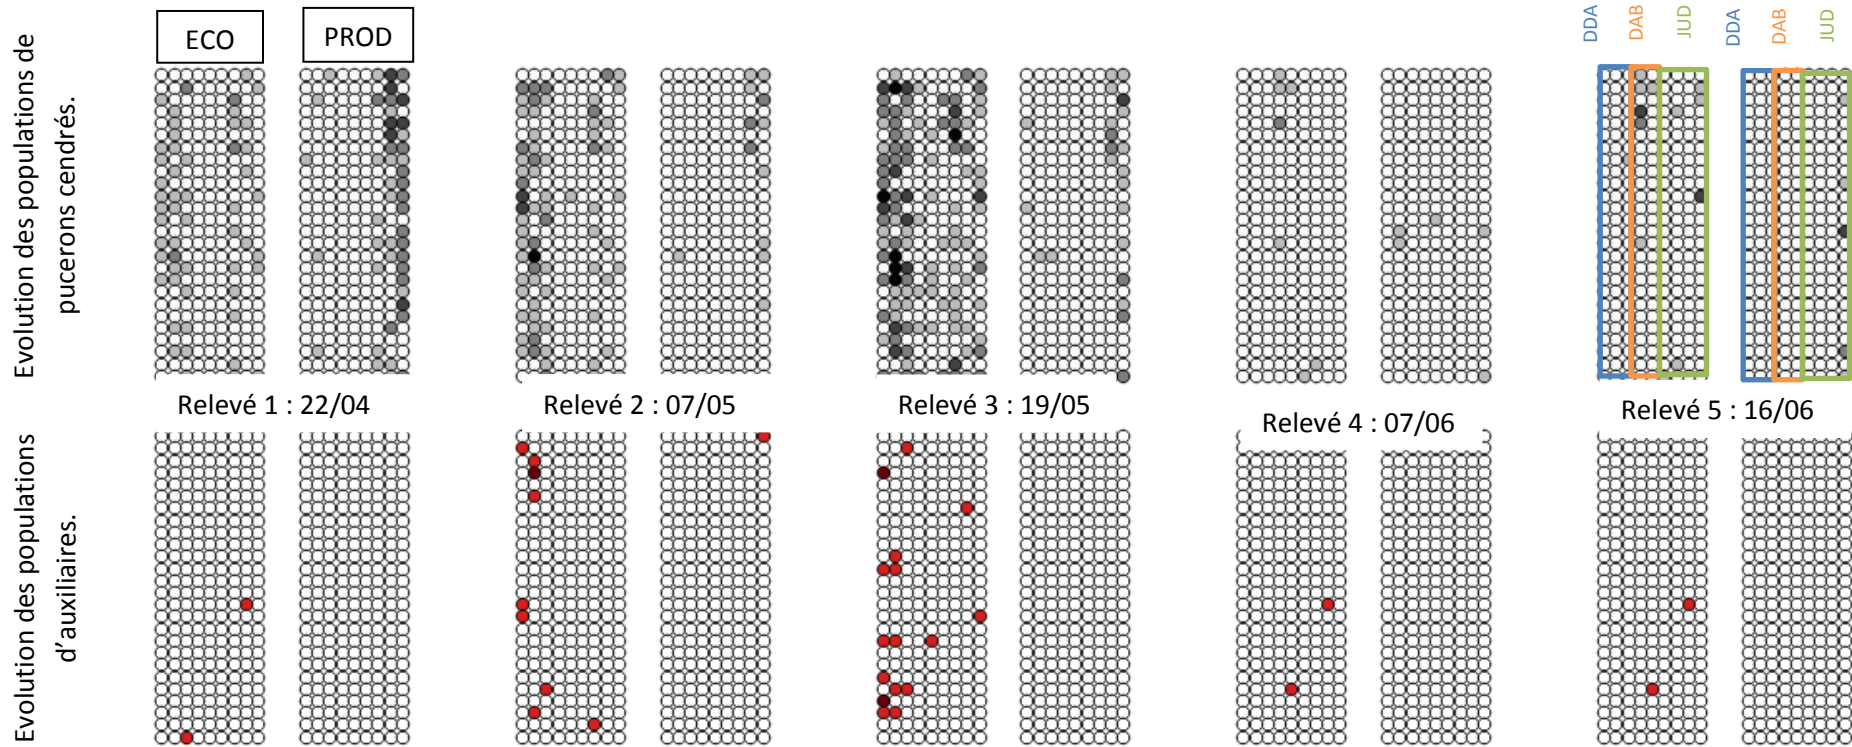 Evolution des populations de
pucerons cendrés.
ECO
PROD
DDA
DAB
JUD
DDA
DAB
JUD
Relevé 1 : 22/04
Relevé 2 : 07/05
Relevé 3 : 19/05
Relevé 4 : 07/06
Relevé 5 : 16/06
Evolution des populations
d’auxiliaires.